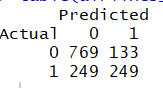 Predicted
Actual 0 1
0 769 133
1 249 249